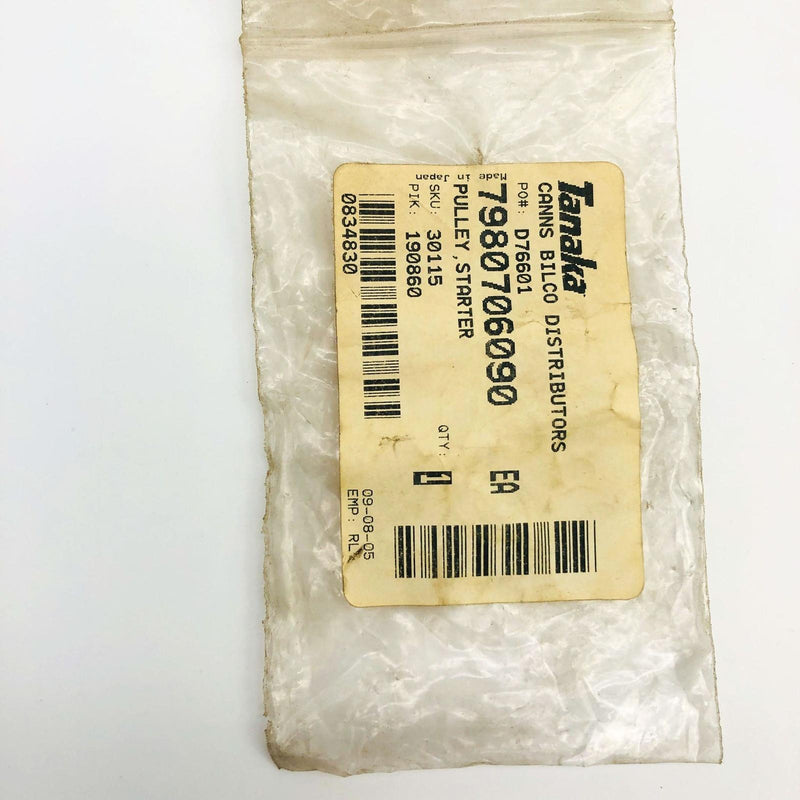 Tanaka
CANNS BILCO DISTRIBUTORS
PO#: D76601
7980706090
Made in Japan
PULLEY,STARTER
SKU: 30115
PIK: 190860
0834830
QTY: 1 EA
09-08-05
EMP: RL